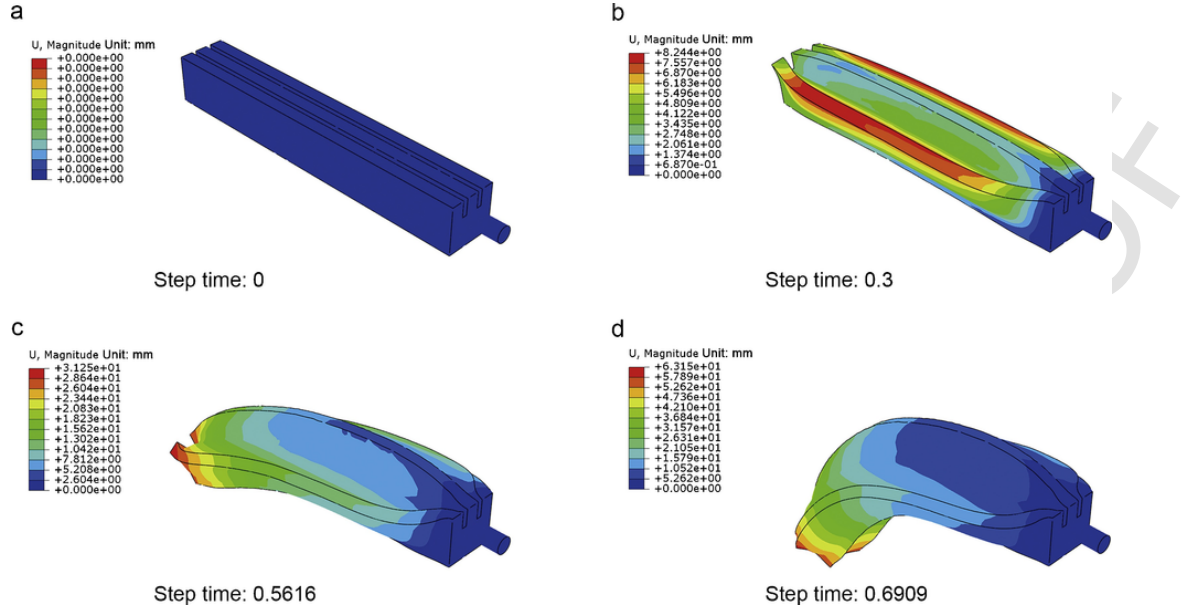 a
U, Magnitude Unit: mm
+0.000e+00
+0.000e+00
+0.000e+00
+0.000e+00
+0.000e+00
+0.000e+00
+0.000e+00
+0.000e+00
+0.000e+00
+0.000e+00
+0.000e+00
+0.000e+00
+0.000e+00
Step time: 0
b
U, Magnitude Unit: mm
+8.244e+00
+7.557e+00
+6.870e+00
+6.183e+00
+5.496e+00
+4.809e+00
+4.122e+00
+3.435e+00
+2.748e+00
+2.061e+00
+1.374e+00
+6.870e-01
+0.000e+00
Step time: 0.3
c
U, Magnitude Unit: mm
+3.125e+01
+2.864e+01
+2.604e+01
+2.344e+01
+2.083e+01
+1.823e+01
+1.562e+01
+1.302e+01
+1.042e+01
+7.812e+00
+5.208e+00
+2.604e+00
+0.000e+00
Step time: 0.5616
d
U, Magnitude Unit: mm
+6.315e+01
+5.789e+01
+5.262e+01
+4.736e+01
+4.210e+01
+3.684e+01
+3.157e+01
+2.631e+01
+2.105e+01
+1.579e+01
+1.052e+01
+5.262e+00
+0.000e+00
Step time: 0.6909